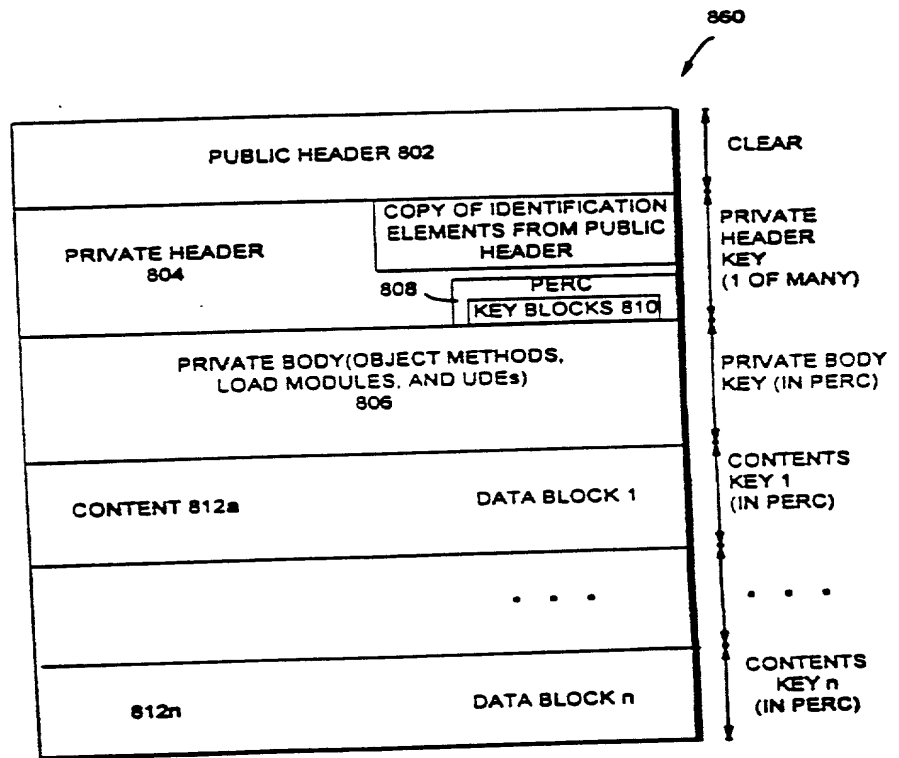 860
PUBLIC HEADER 802
CLEAR
COPY OF IDENTIFICATION
ELEMENTS FROM PUBLIC
HEADER
PRIVATE HEADER
804
PRIVATE
HEADER
KEY
(1 OF MANY)
808
PERC
KEY BLOCKS 810
PRIVATE BODY(OBJECT METHODS,
LOAD MODULES, AND UDEs)
806
PRIVATE BODY
KEY (IN PERC)
CONTENT 812a
DATA BLOCK 1
CONTENTS
KEY 1
(IN PERC)
. . .
. . .
812n
DATA BLOCK n
CONTENTS
KEY n
(IN PERC)